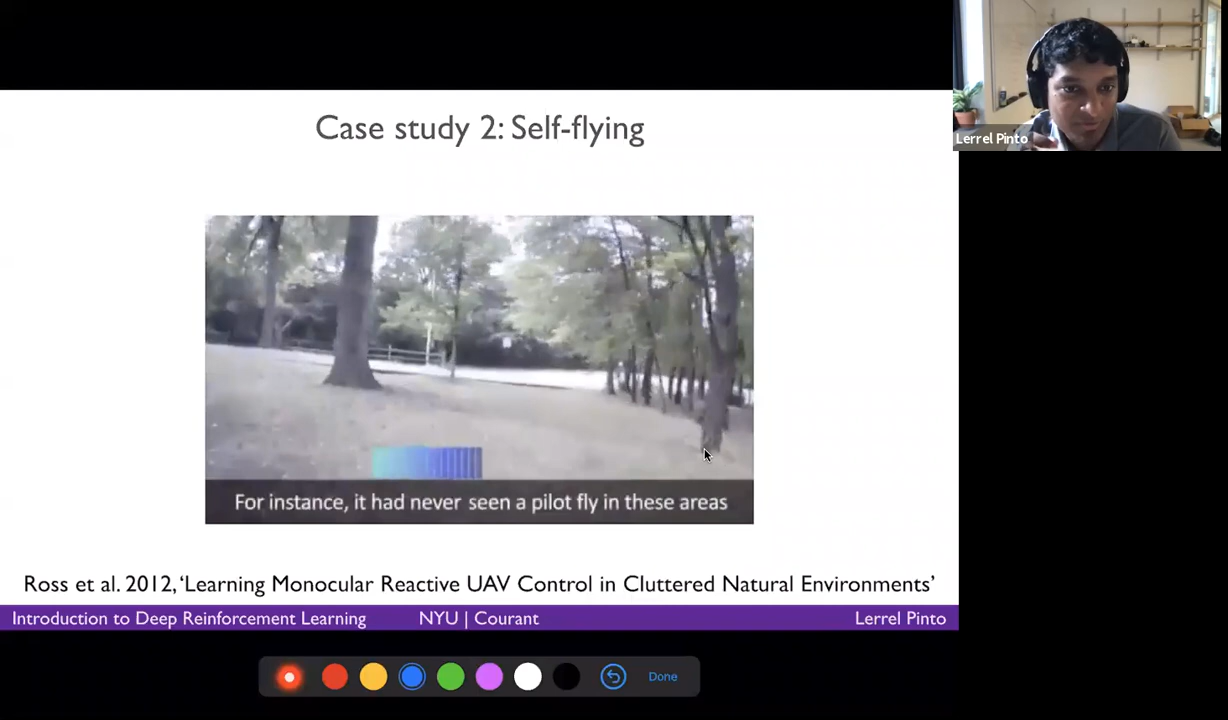 Case study 2: Self-flying
Lerrel Pinto
For instance, it had never seen a pilot fly in these areas
Ross et al. 2012, ‘Learning Monocular Reactive UAV Control in Cluttered Natural Environments’
Introduction to Deep Reinforcement Learning NYU | Courant Lerrel Pinto
Done